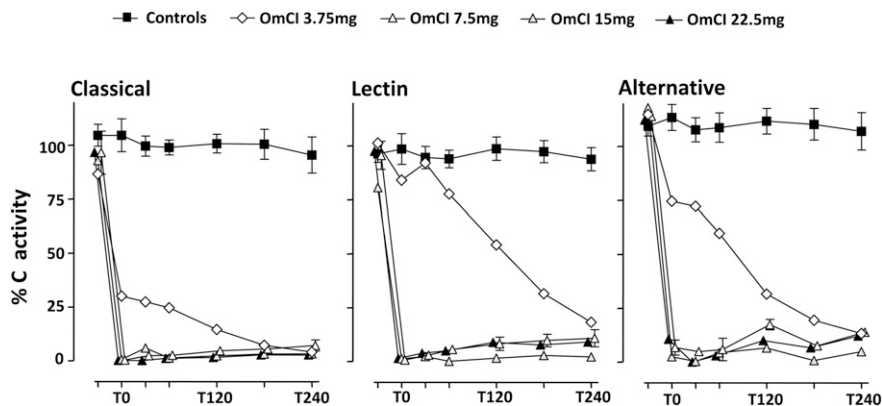 Controls OmCI 3.75mg OmCI 7.5mg OmCI 15mg OmCI 22.5mg
Classical Lectin Alternative
100
75
50
25
0
% C activity
T0 T120 T240 T0 T120 T240 T0 T120 T240